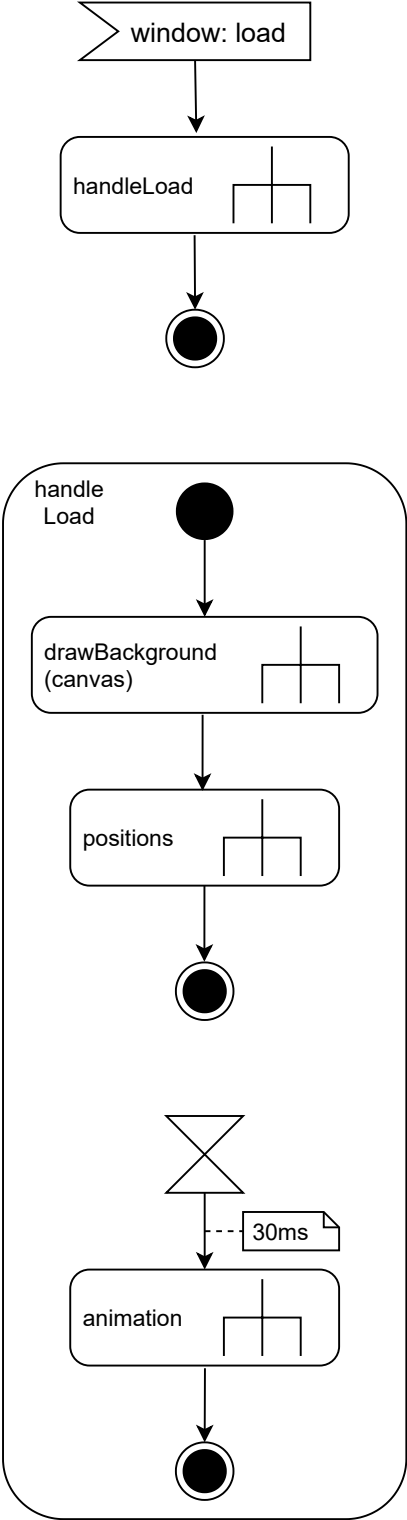 window: load
handleLoad
handle
Load
drawBackground
(canvas)
positions
30ms
animation